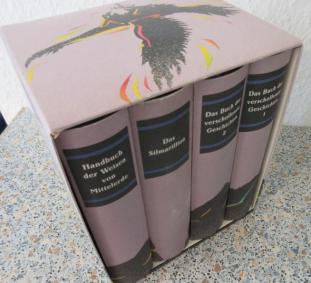 Handbuch
der Weisen
von
Mittelerde
Das
Silmarillion
Das Buch der
verschollenen
Geschichten
2
Das Buch der
verschollenen
Geschichten
1